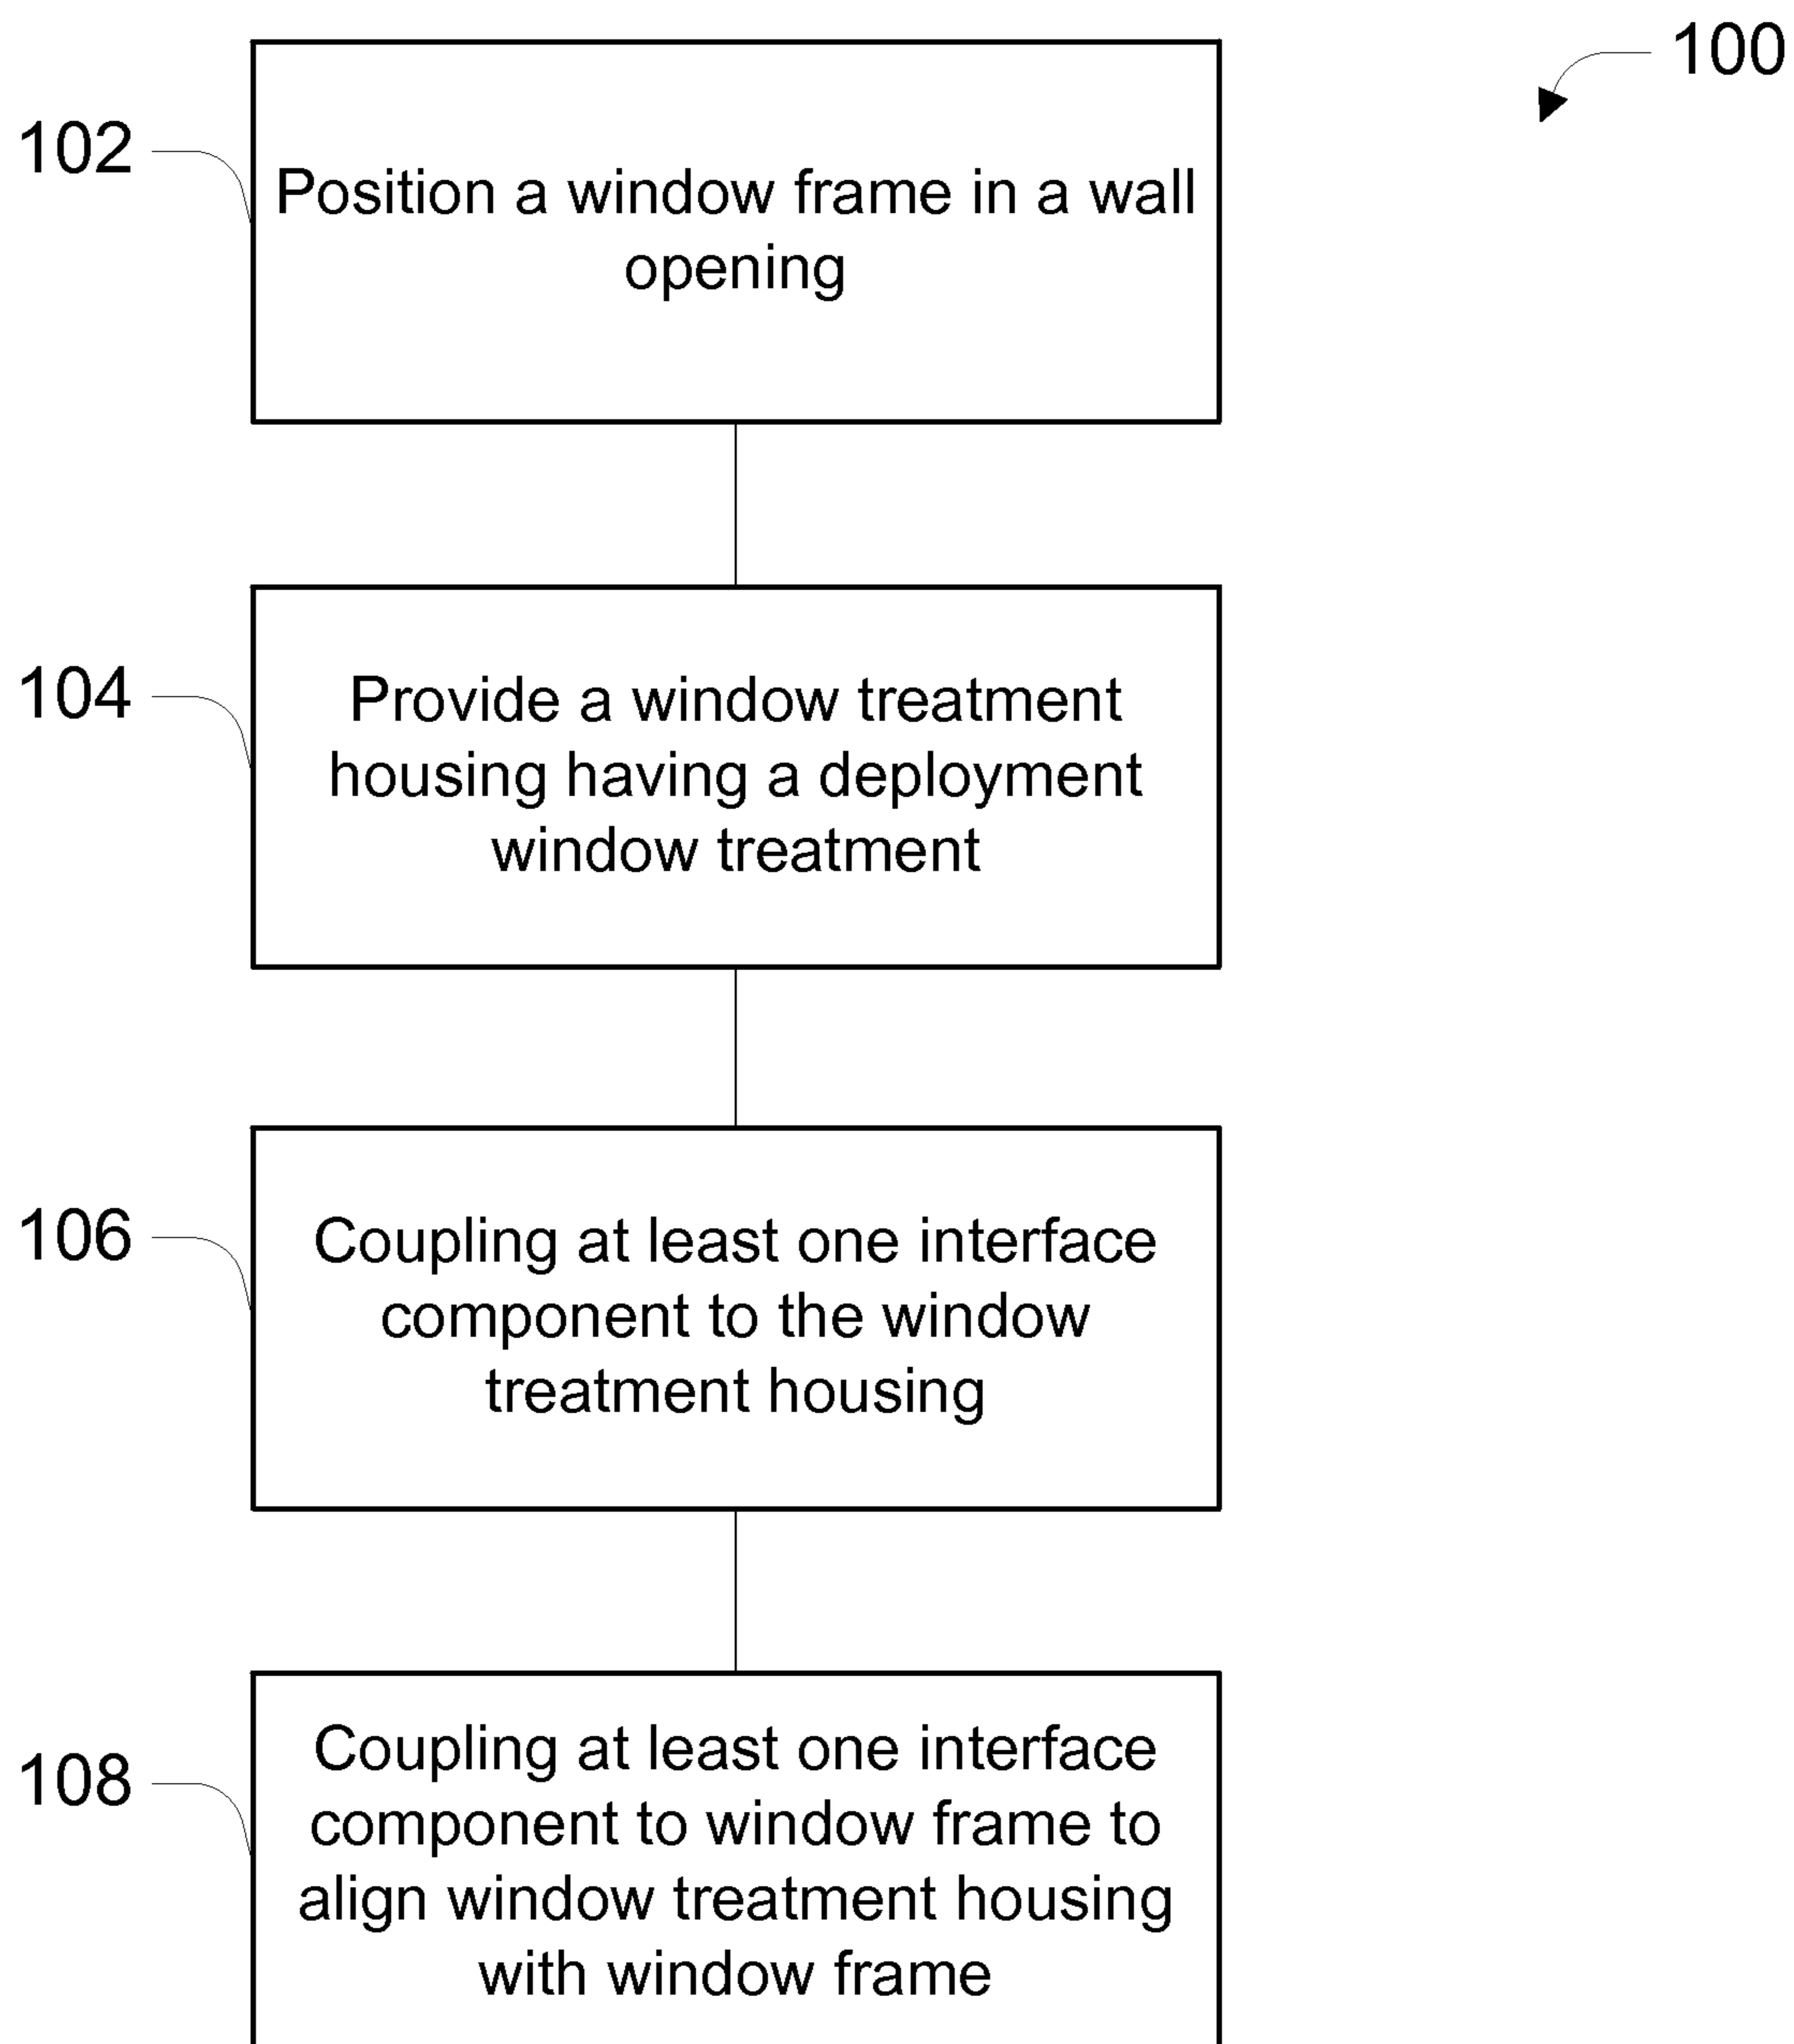 100
102
Position a window frame in a wall
opening
104
Provide a window treatment
housing having a deployment
window treatment
106
Coupling at least one interface
component to the window
treatment housing
108
Coupling at least one interface
component to window frame to
align window treatment housing
with window frame